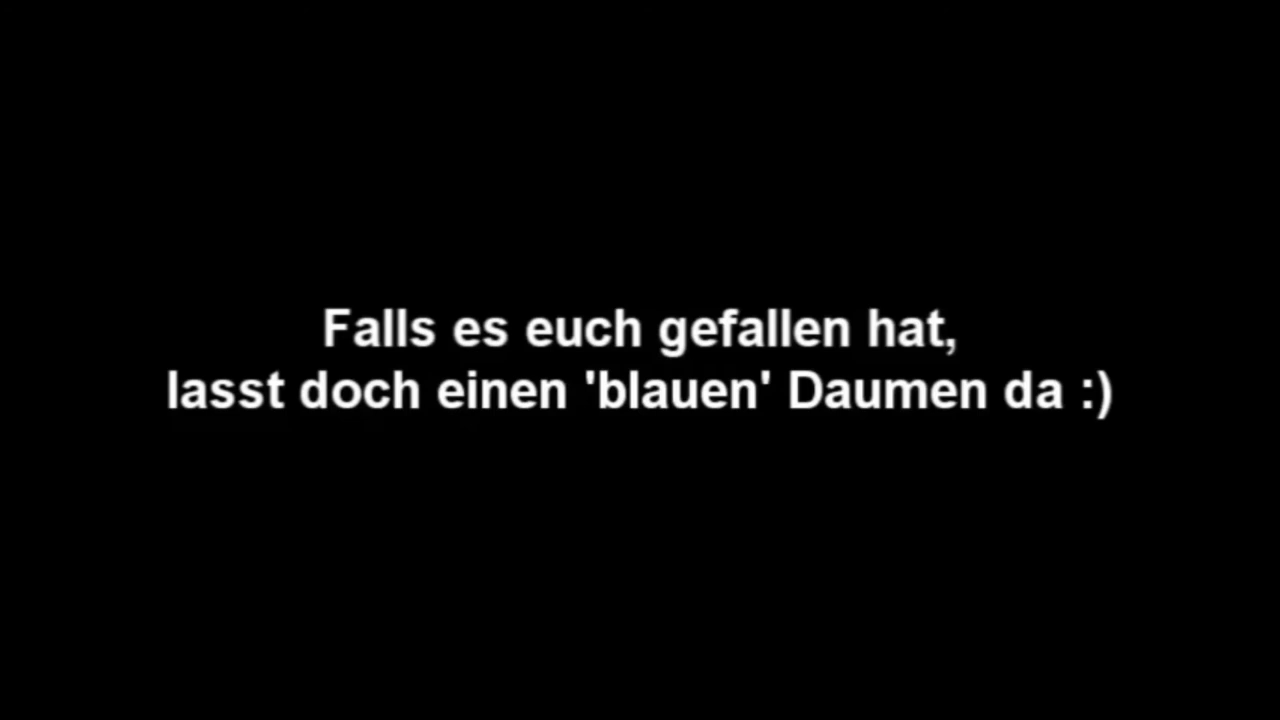 Falls es euch gefallen hat,
lasst doch einen 'blauen' Daumen da :)